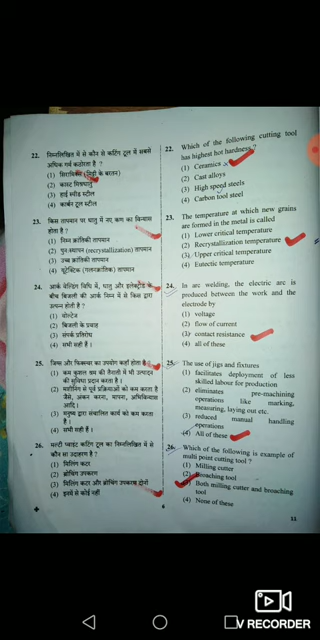 22. निम्नलिखित में से कौन से कटिंग टूल में सबसे
अधिक गर्म कठोरता है ?
(1) सिरामिक्स (मिट्टी के बरतन)
(2) कास्ट मिश्रधातु
(3) हाई स्पीड स्टील
(4) कार्बन टूल स्टील
23. किस तापमान पर धातु में नए कण का विन्यास
होता है ?
(1) निम्न क्रांतिकी तापमान
(2) पुनःस्थापन (recrystallization) तापमान
(3) उच्च क्रांतिकी तापमान
(4) यूटेक्टिक (गलनक्रांतिक) तापमान
24. आर्क वेल्डिंग विधि में, धातु और इलेक्ट्रोड के
बीच बिजली की आर्क निम्न में से किस द्वारा
उत्पन्न होती है ?
(1) वोल्टेज
(2) बिजली के प्रवाह
(3) संपर्क प्रतिरोध
(4) सभी सही हैं ।
25. जिग्स और फिक्सचर का उपयोग कहाँ होता है
(1) कम कुशल श्रम की तैनाती में भी उत्पादन
की सुविधा प्रदान करता है ।
(2) मशीनिंग से पूर्व प्रक्रियाओं को कम करता है
जैसे, अंकन करना, मापना, अभिविन्यास
आदि ।
(3) मनुष्य द्वारा संचालित कार्य को कम करता
है ।
(4) सभी सही हैं ।
26. मल्टी प्वाइंट कटिंग टूल का निम्नलिखित में से
कौन सा उदाहरण है ?
(1) मिलिंग कटर
(2) ब्रोचिंग उपकरण
(3) मिलिंग कटर और ब्रोचिंग उपकरण दोनों
(4) इनमें से कोई नहीं
22. Which of the following cutting tool
has highest hot hardness ?
(1) Ceramics
(2) Cast alloys
(3) High speed steels
(4) Carbon tool steel
23. The temperature at which new grains
are formed in the metal is called
(1) Lower critical temperature
(2) Recrystallization temperature
(3) Upper critical temperature
(4) Eutectic temperature
24. In arc welding, the electric arc is
produced between the work and the
electrode by
(1) voltage
(2) flow of current
(3) contact resistance
(4) all of these
25. The use of jigs and fixtures
(1) facilitates deployment of less
skilled labour for production
(2) eliminates pre-machining
operations like marking,
measuring, laying out etc.
(3) reduced manual handling
operations
(4) All of these
26. Which of the following is example of
multi point cutting tool ?
(1) Milling cutter
(2) Broaching tool
(3) Both milling cutter and broaching
tool
(4) None of these
6
11
V RECORDER